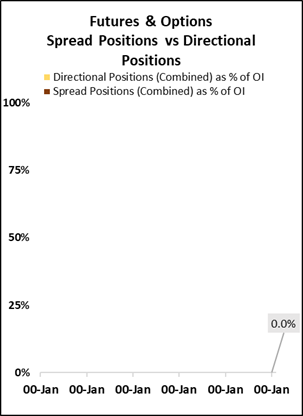 Futures & Options
Spread Positions vs Directional
Positions
Directional Positions (Combined) as % of OI
Spread Positions (Combined) as % of OI
100%
75%
50%
25%
0.0%
0%
00-Jan 00-Jan 00-Jan 00-Jan 00-Jan 00-Jan